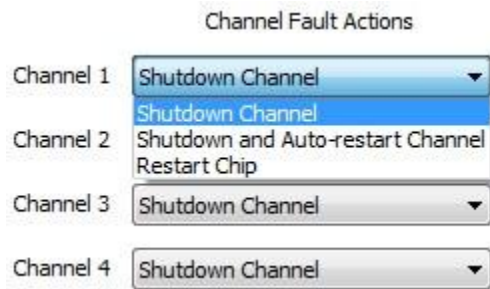 Channel Fault Actions
Channel 1 Shutdown Channel
Shutdown Channel
Channel 2 Shutdown and Auto-restart Channel
Restart Chip
Channel 3 Shutdown Channel
Channel 4 Shutdown Channel